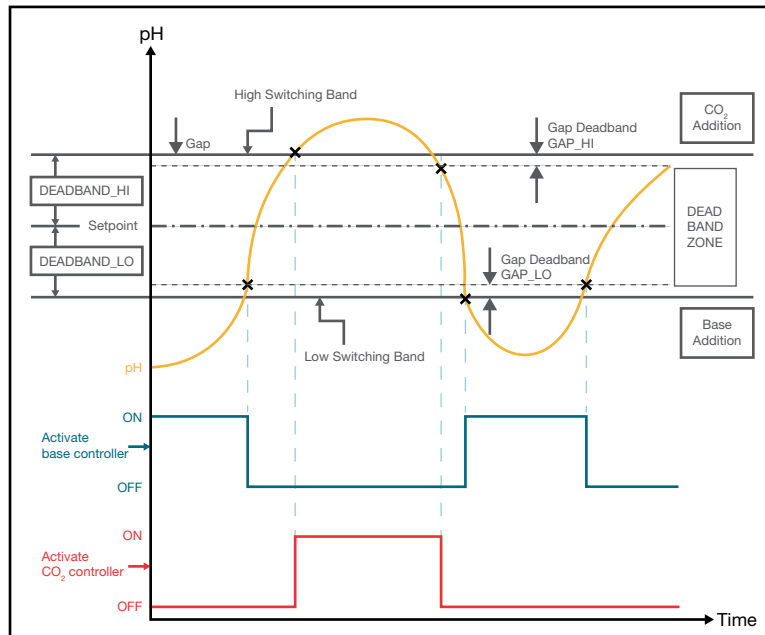 pH
High Switching Band
CO₂
Addition
Gap
Gap Deadband
GAP_HI
DEADBAND_HI
Setpoint
DEAD
BAND
ZONE
DEADBAND_LO
Gap Deadband
GAP_LO
Low Switching Band
Base
Addition
pH
ON
Activate
base controller
OFF
ON
Activate
CO₂ controller
OFF
Time